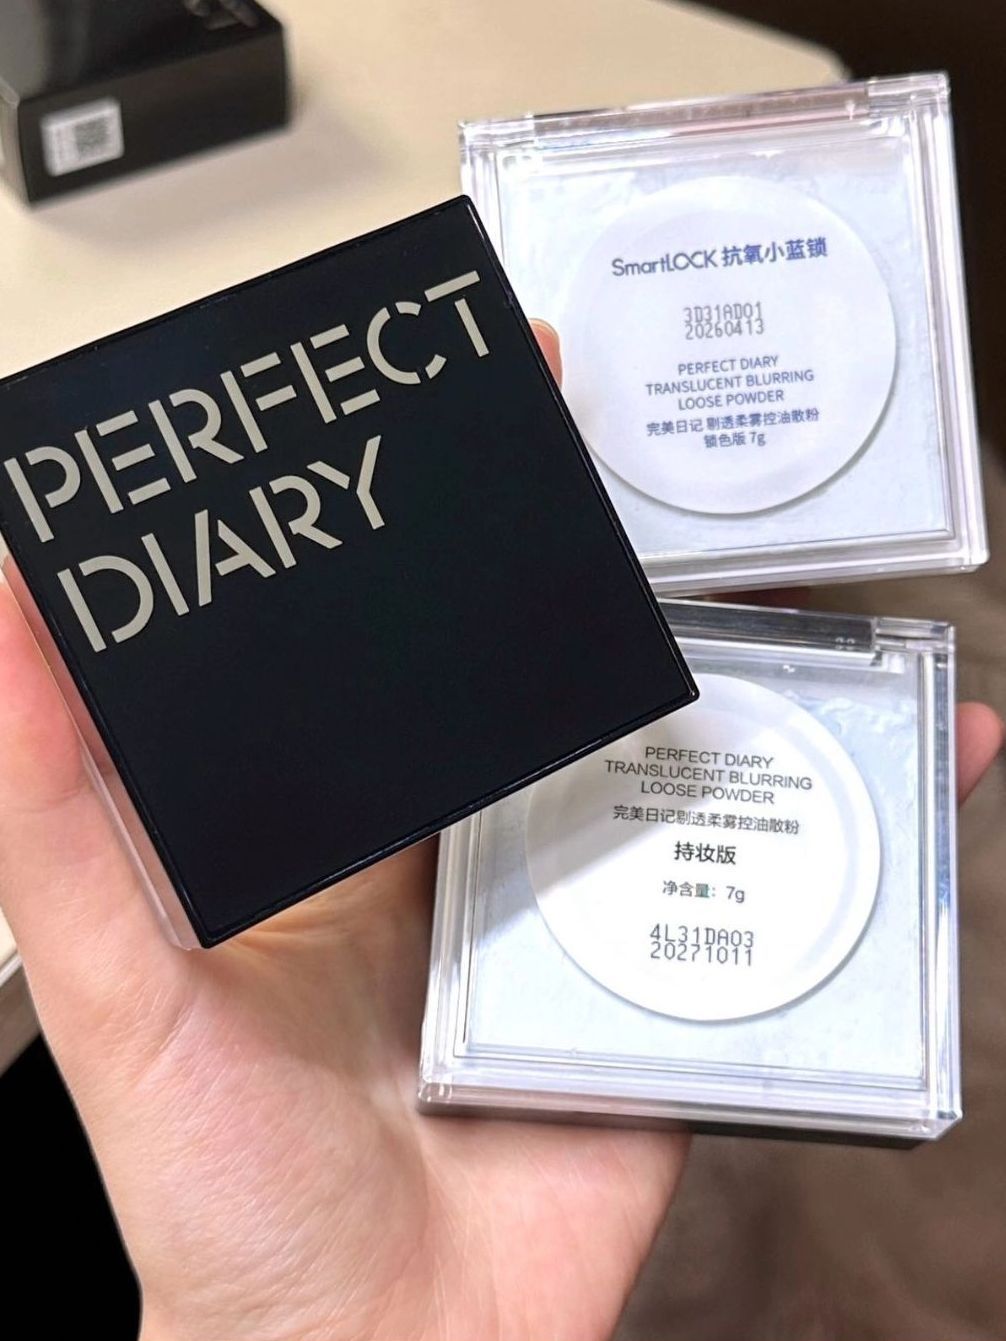 PERFECT
DIARY
SmartLOCK 抗氧小蓝锁
3D31AD01
20260413
PERFECT DIARY
TRANSLUCENT BLURRING
LOOSE POWDER
完美日记 剔透柔雾控油散粉
锁色版 7g
PERFECT DIARY
TRANSLUCENT BLURRING
LOOSE POWDER
完美日记剔透柔雾控油散粉
持妆版
净含量：7g
4L31DA03
20271011